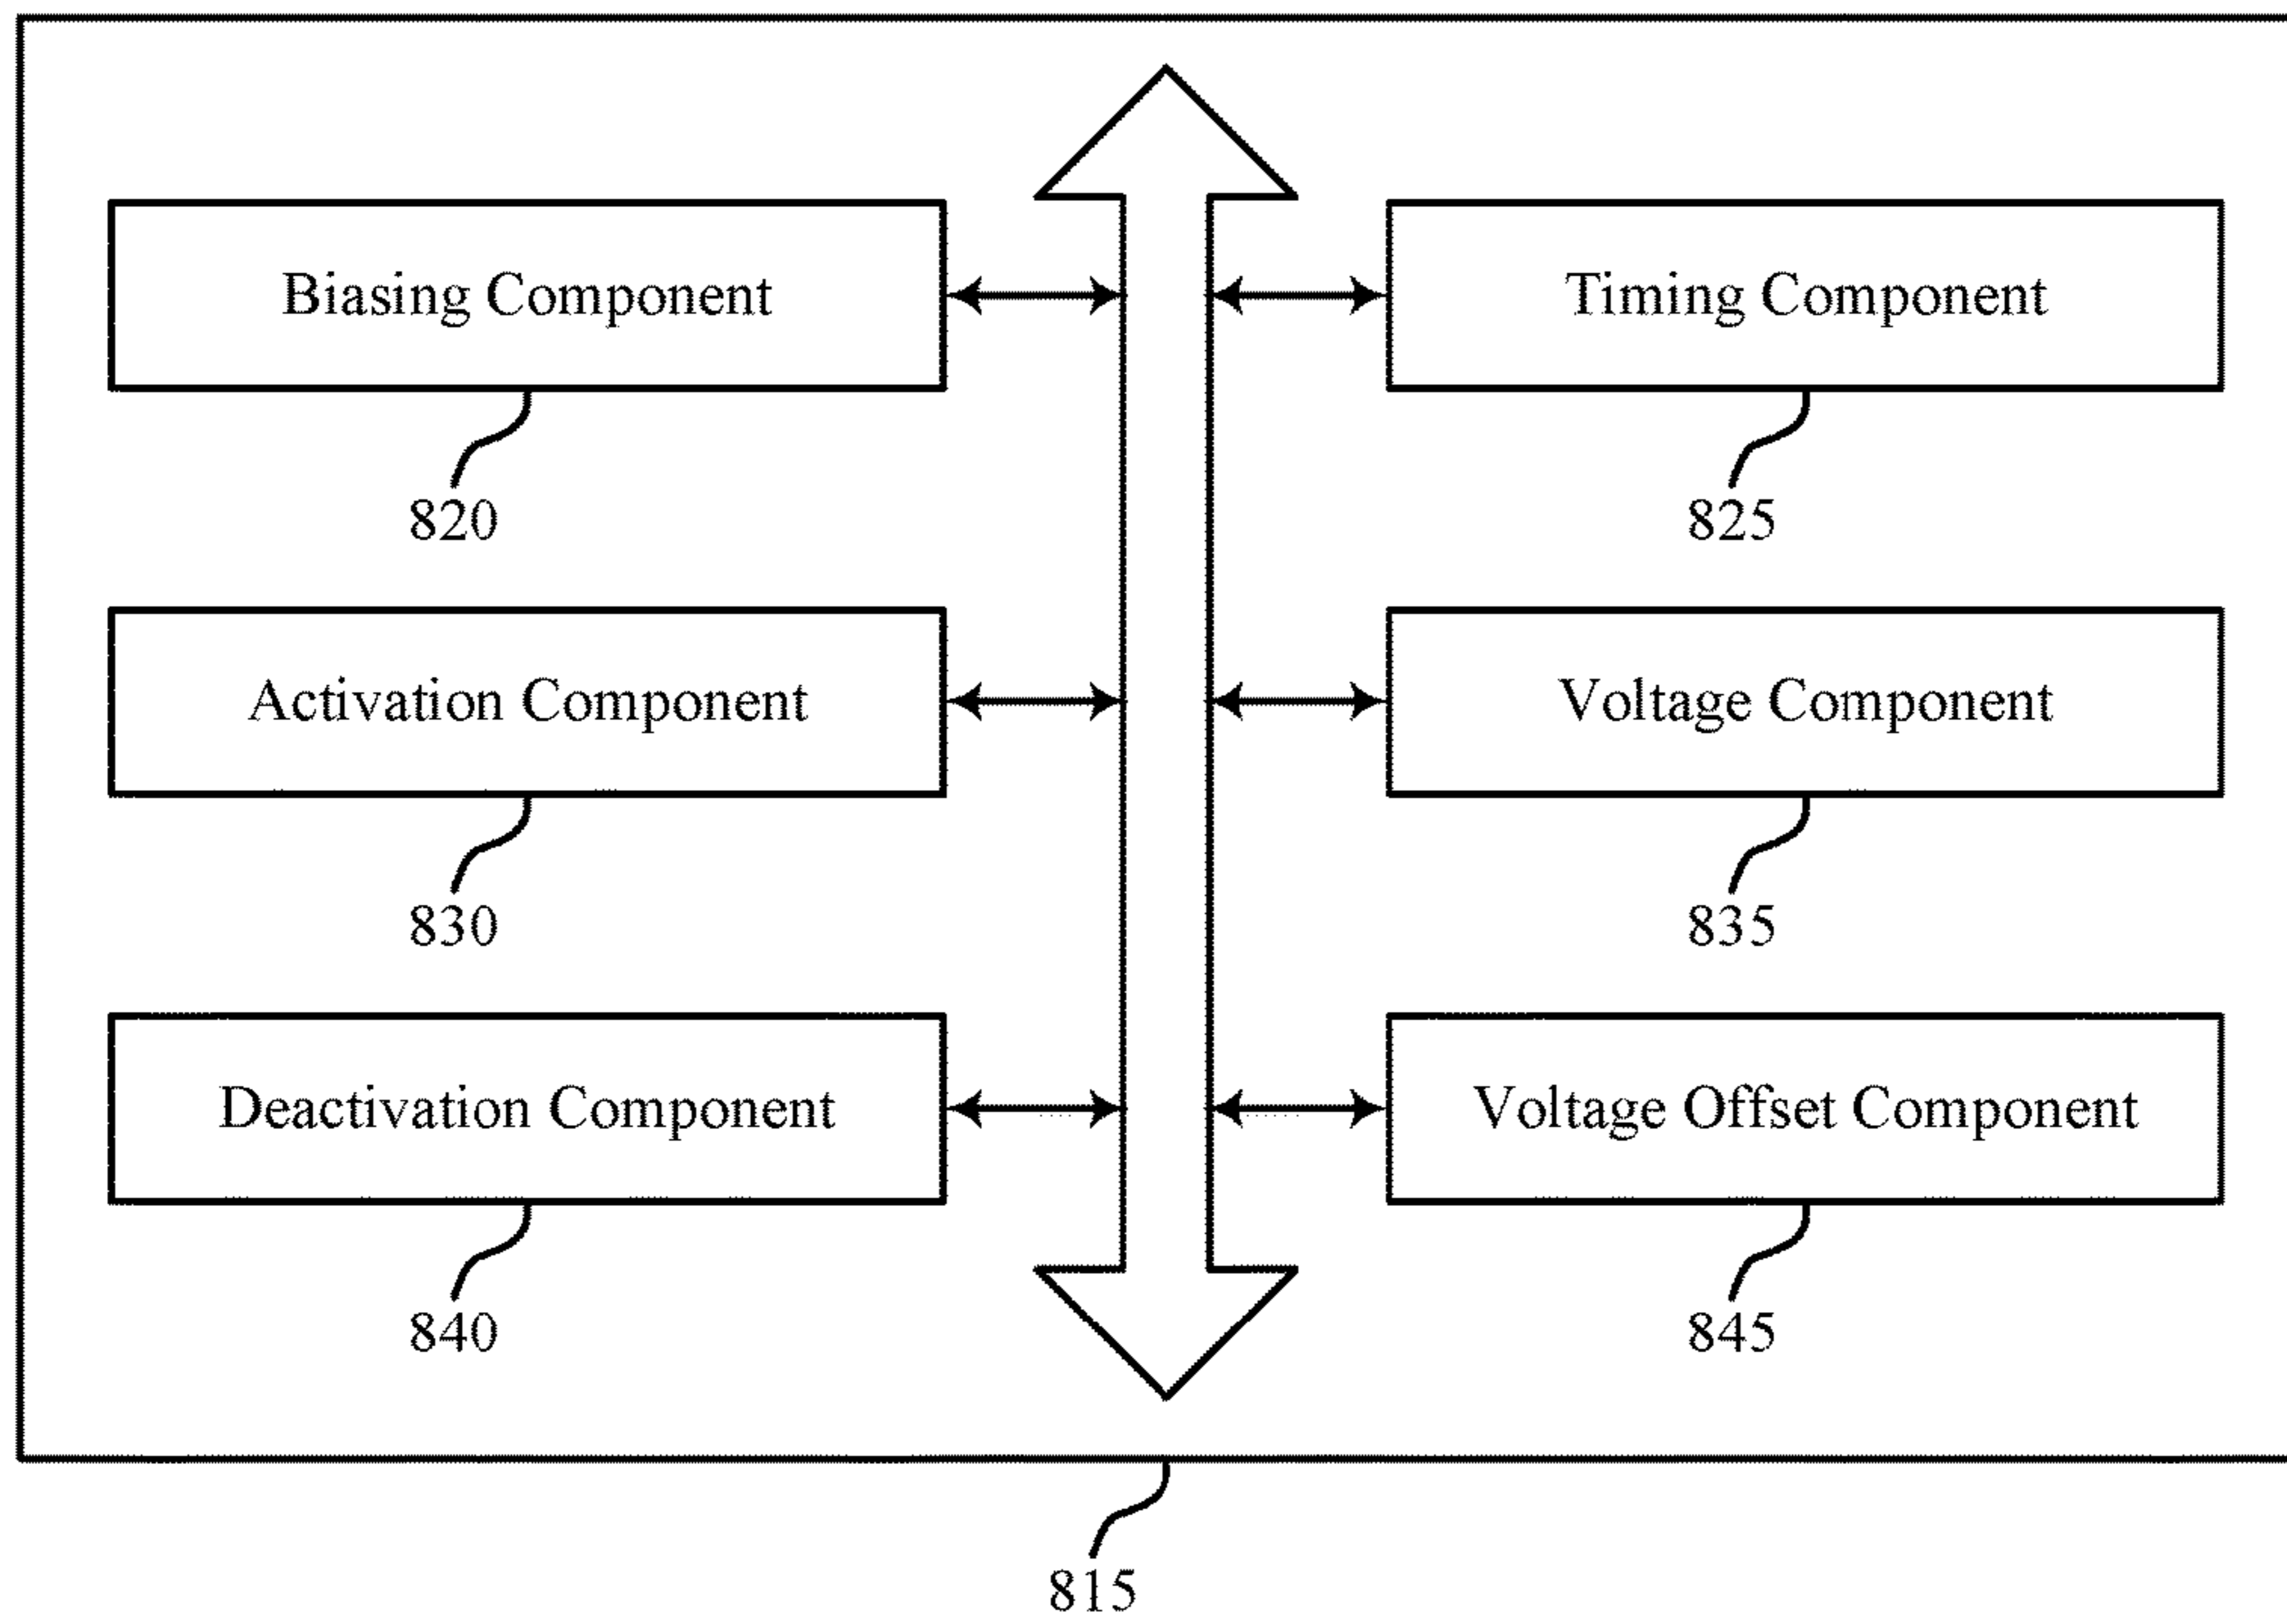 Biasing Component
Timing Component
820
825
Activation Component
Voltage Component
830
835
Deactivation Component
Voltage Offset Component
840
845
815